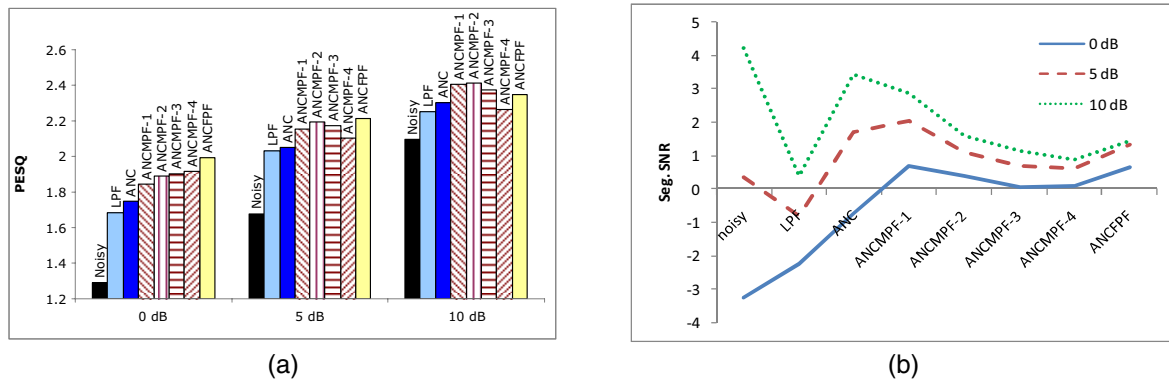 PESQ
2.6
2.4
2.2
2
1.8
1.6
1.4
1.2
Noisy
LPF
ANC
ANCMPF-1
ANCMPF-2
ANCMPF-3
ANCMPF-4
ANCFPF
Noisy
LPF
ANC
ANCMPF-1
ANCMPF-2
ANCMPF-3
ANCMPF-4
ANCFPF
Noisy
LPF
ANC
ANCMPF-1
ANCMPF-2
ANCMPF-3
ANCMPF-4
ANCFPF
0 dB
5 dB
10 dB
(a)
Seg. SNR
5
4
3
2
1
0
-1
-2
-3
-4
0 dB
5 dB
10 dB
noisy
LPF
ANC
ANCMPF-1
ANCMPF-2
ANCMPF-3
ANCMPF-4
ANCFPF
(b)